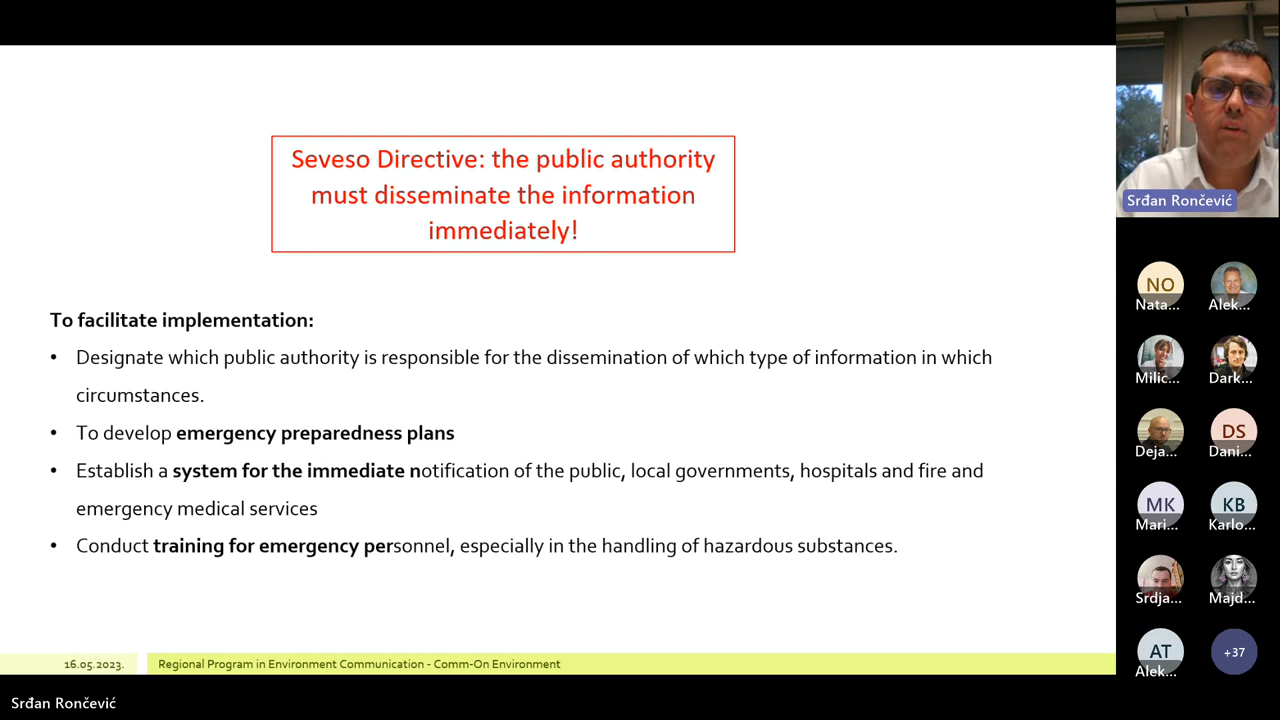 Seveso Directive: the public authority
must disseminate the information
immediately!
To facilitate implementation:
• Designate which public authority is responsible for the dissemination of which type of information in which
circumstances.
• To develop emergency preparedness plans
• Establish a system for the immediate notification of the public, local governments, hospitals and fire and
emergency medical services
• Conduct training for emergency personnel, especially in the handling of hazardous substances.
16.05.2023.
Regional Program in Environment Communication - Comm-On Environment
Srđan Rončević
Srđan Rončević
NO
Nata...
Alek...
Milic...
Dark...
Deja...
DS
Dani...
MK
Mari...
KB
Karlo...
Srdja...
Majd...
AT
Alek...
+37